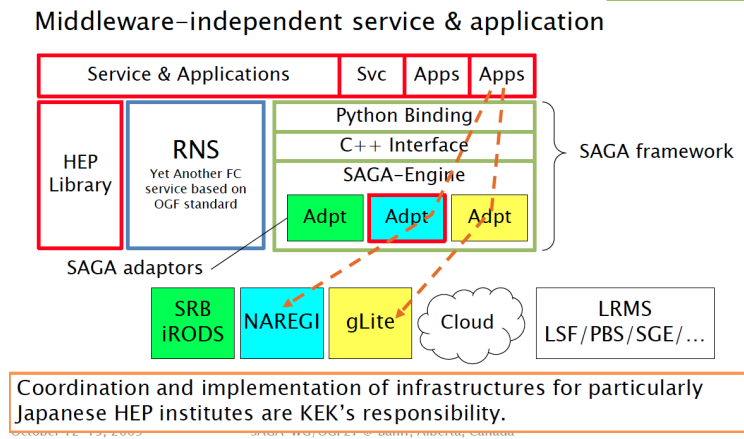 Middleware-independent service & application
Service & Applications
Svc
Apps
Apps
HEP
Library
RNS
Yet Another FC
service based on
OGF standard
Python Binding
C++ Interface
SAGA-Engine
Adpt
Adpt
Adpt
SAGA framework
SAGA adaptors
SRB
iRODS
NAREGI
gLite
Cloud
LRMS
LSF/PBS/SGE/...
Coordination and implementation of infrastructures for particularly
Japanese HEP institutes are KEK's responsibility.